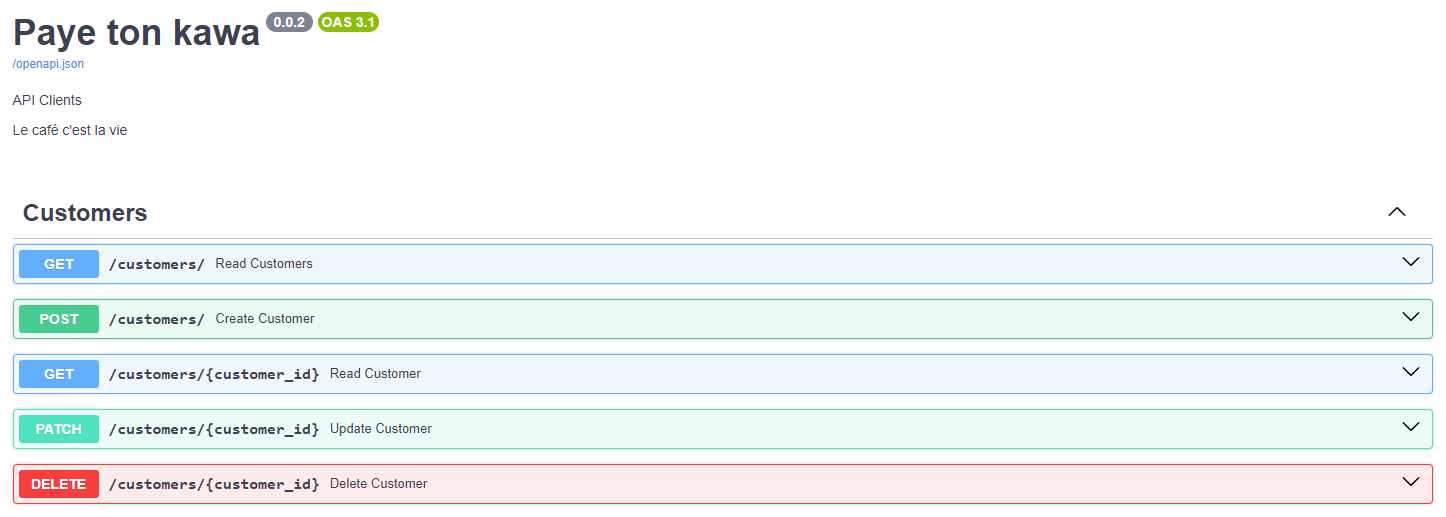 Paye ton kawa 0.0.2 OAS 3.1
/openapi.json
API Clients
Le café c'est la vie
Customers
GET /customers/ Read Customers
POST /customers/ Create Customer
GET /customers/{customer_id} Read Customer
PATCH /customers/{customer_id} Update Customer
DELETE /customers/{customer_id} Delete Customer